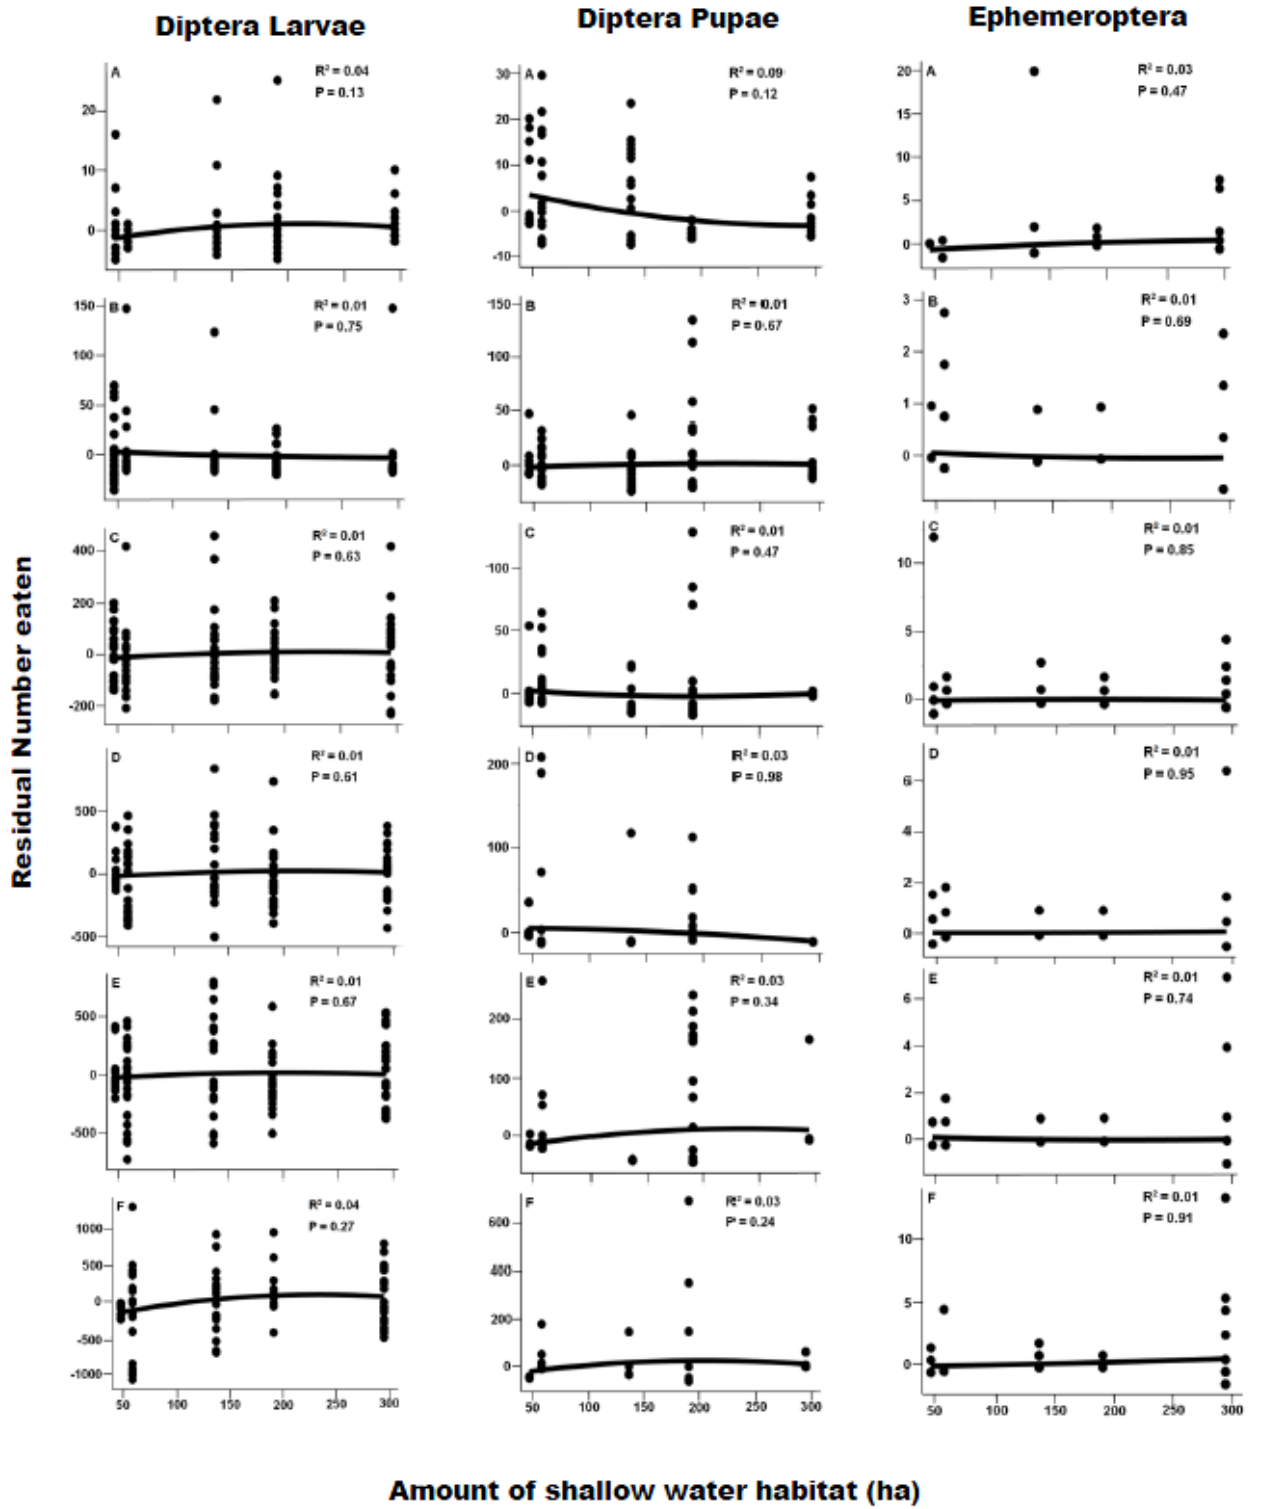 Diptera Larvae
Diptera Pupae
Ephemeroptera
Residual Number eaten
A
R² = 0.04
P = 0.13
20
10
0
A
R² = 0.09
P = 0.12
30
20
10
0
-10
A
R² = 0.03
P = 0.47
20
15
10
5
0
B
R² = 0.01
P = 0.75
150
100
50
0
B
R² = 0.01
P = 0.67
150
100
50
0
B
R² = 0.01
P = 0.69
3
2
1
0
C
R² = 0.01
P = 0.63
400
200
0
-200
C
R² = 0.01
P = 0.47
100
50
0
C
R² = 0.01
P = 0.85
10
5
0
D
R² = 0.01
P = 0.61
500
0
-500
D
R² = 0.03
P = 0.98
200
100
0
D
R² = 0.01
P = 0.95
6
4
2
0
E
R² = 0.01
P = 0.67
500
0
-500
E
R² = 0.03
P = 0.34
200
100
0
E
R² = 0.01
P = 0.74
6
4
2
0
F
R² = 0.04
P = 0.27
1000
500
0
-500
-1000
50 100 150 200 250 300
F
R² = 0.03
P = 0.24
600
400
200
0
50 100 150 200 250 300
F
R² = 0.01
P = 0.91
10
5
0
50 100 150 200 250 300
Amount of shallow water habitat (ha)